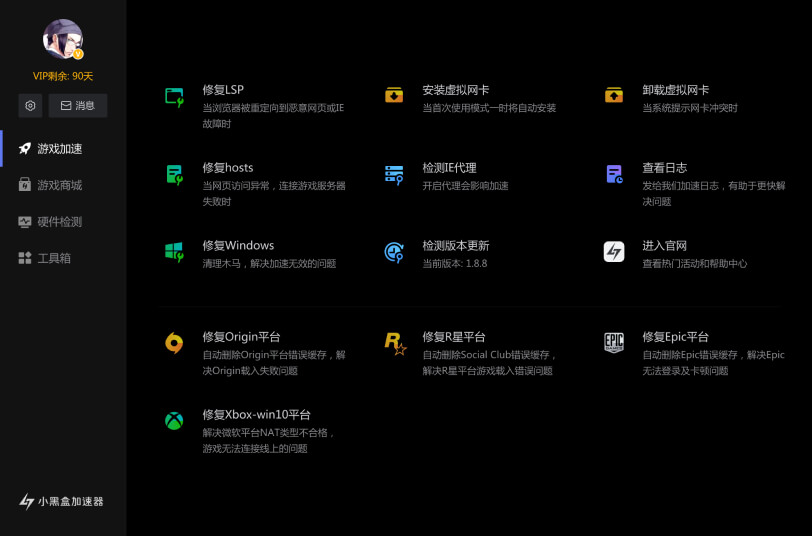 VIP剩余: 90天
消息
游戏加速
游戏商城
硬件检测
工具箱
小黑盒加速器
修复LSP
当浏览器被重定向到恶意网页或IE
故障时
安装虚拟网卡
当首次使用模式一时将自动安装
卸载虚拟网卡
当系统提示网卡冲突时
修复hosts
当网页访问异常，连接游戏服务器
失败时
检测IE代理
开启代理会影响加速
查看日志
发给我们加速日志，有助于更快解
决问题
修复Windows
清理木马，解决加速无效的问题
检测版本更新
当前版本: 1.8.8
进入官网
查看热门活动和帮助中心
修复Origin平台
自动删除Origin平台错误缓存，解
决Origin载入失败问题
修复R星平台
自动删除Social Club错误缓存，
解决R星平台游戏载入错误问题
EPIC
GAMES
修复Epic平台
自动删除Epic错误缓存，解决Epic
无法登录及卡顿问题
修复Xbox-win10平台
解决微软平台NAT类型不合格，
游戏无法连接线上的问题